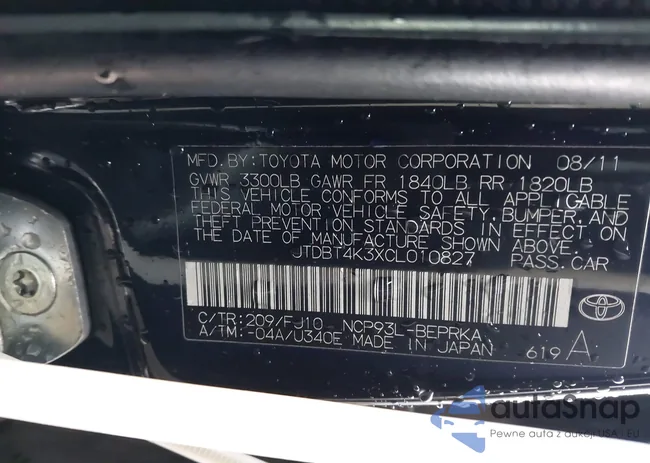 MFD. BY: TOYOTA MOTOR CORPORATION 08/11
GVWR 3300LB GAWR FR 1840LB RR 1820LB
THIS VEHICLE CONFORMS TO ALL APPLICABLE
FEDERAL MOTOR VEHICLE SAFETY, BUMPER, AND
THEFT PREVENTION STANDARDS IN EFFECT ON
THE DATE OF MANUFACTURE SHOWN ABOVE.
JTDBT4K3XCL010827 PASS. CAR
C/TR: 209/FJ10 NCP93L-BEPRKA
A/TM: -04A/U340E MADE IN JAPAN 619 A
autoSnap
Pewne auta z aukcji USA - EU